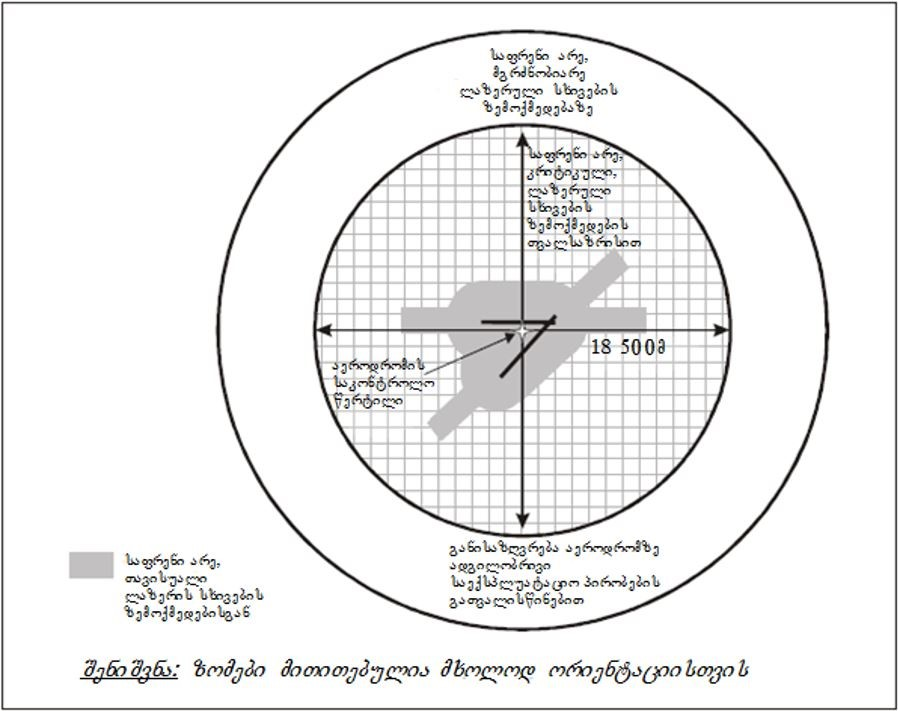 საფრენი არე,
მგრძნობიარე
ლაზერული სხივების
ზემოქმედებაზე
საფრენი არე,
კრიტიკული,
ლაზერული
სხივების
ზემოქმედების
თვალსაზრისით
18 500მ
აეროდრომის
საკონტროლო
წერტილი
განისაზღვრება აეროდრომზე
ადგილობრივი
საექსპლუატაციო პირობების
გათვალისწინებით
საფრენი არე,
თავისუალი
ლაზერის სხივების
ზემოქმედებისგან
შენიშვნა: ზომები მითითებულია მხოლოდ ორიენტაციისთვის